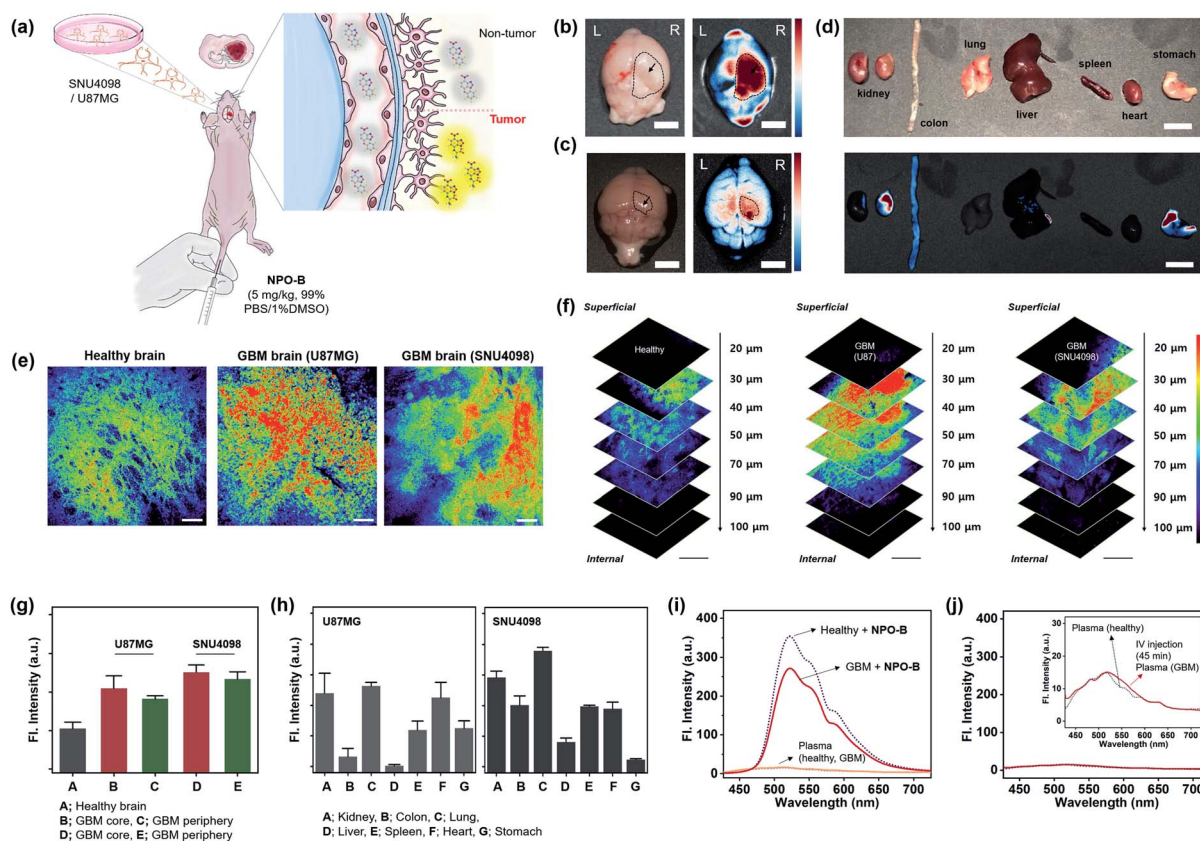 (a)
SNU4098
/ U87MG
Non-tumor
Tumor
NPO-B
(5 mg/kg, 99%
PBS/1%DMSO)
(b)
L
R
L
R
(c)
L
R
(d)
kidney
colon
lung
liver
spleen
heart
stomach
(e)
Healthy brain
GBM brain (U87MG)
GBM brain (SNU4098)
(f)
Superficial
Healthy
20 µm
30 µm
40 µm
50 µm
70 µm
90 µm
100 µm
Internal
Superficial
GBM
(U87)
20 µm
30 µm
40 µm
50 µm
70 µm
90 µm
100 µm
Internal
Superficial
GBM
(SNU4098)
20 µm
30 µm
40 µm
50 µm
70 µm
90 µm
100 µm
Internal
(g)
Fl. Intensity (a.u.)
U87MG
SNU4098
A B C D E
A; Healthy brain
B; GBM core, C; GBM periphery
D; GBM core, E; GBM periphery
(h)
Fl. Intensity (a.u.)
U87MG
SNU4098
A B C D E F G
A B C D E F G
A; Kidney, B; Colon, C; Lung,
D; Liver, E; Spleen, F; Heart, G; Stomach
(i)
Fl. Intensity (a.u.)
400
350
300
250
200
150
100
50
0
Healthy + NPO-B
GBM + NPO-B
Plasma
(healthy, GBM)
450 500 550 600 650 700
Wavelength (nm)
(j)
Fl. Intensity (a.u.)
400
300
200
100
0
Plasma (healthy)
IV injection
(45 min)
Plasma (GBM)
Fl. Intensity (a.u.)
30
20
10
0
450 500 550 600 650 700
Wavelength (nm)
450 500 550 600 650 700
Wavelength (nm)